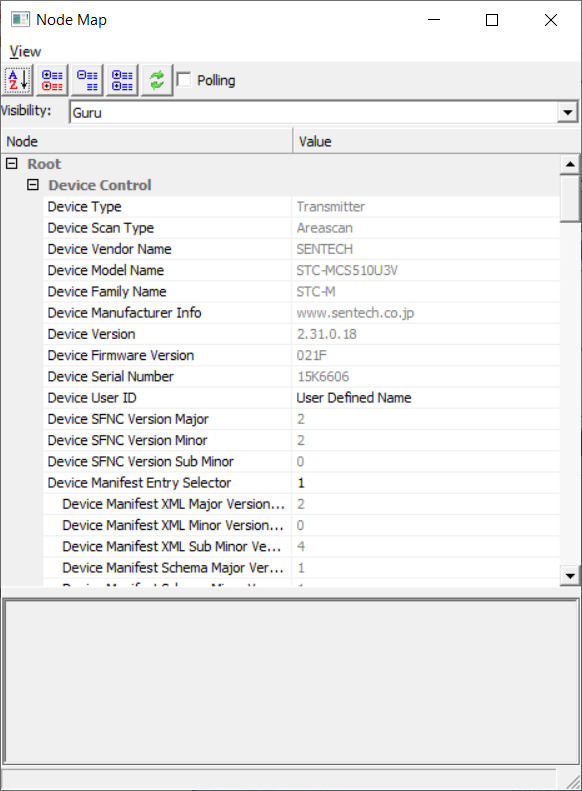 Node Map
View
A
Z
Polling
Visibility: Guru
Node Value
Root
Device Control
Device Type Transmitter
Device Scan Type Areascan
Device Vendor Name SENTECH
Device Model Name STC-MCS510U3V
Device Family Name STC-M
Device Manufacturer Info www.sentech.co.jp
Device Version 2.31.0.18
Device Firmware Version 021F
Device Serial Number 15K6606
Device User ID User Defined Name
Device SFNC Version Major 2
Device SFNC Version Minor 2
Device SFNC Version Sub Minor 0
Device Manifest Entry Selector 1
Device Manifest XML Major Version... 2
Device Manifest XML Minor Version... 0
Device Manifest XML Sub Minor Ve... 4
Device Manifest Schema Major Ver... 1